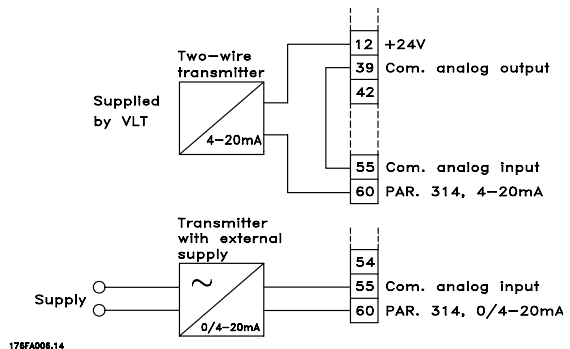 12 +24V
Two-wire
transmitter
39 Com. analog output
42
Supplied
by VLT
4-20mA
55 Com. analog input
60 PAR. 314, 4-20mA
Transmitter
with external
supply
54
~
55 Com. analog input
Supply
60 PAR. 314, 0/4-20mA
0/4-20mA
176FA006.14